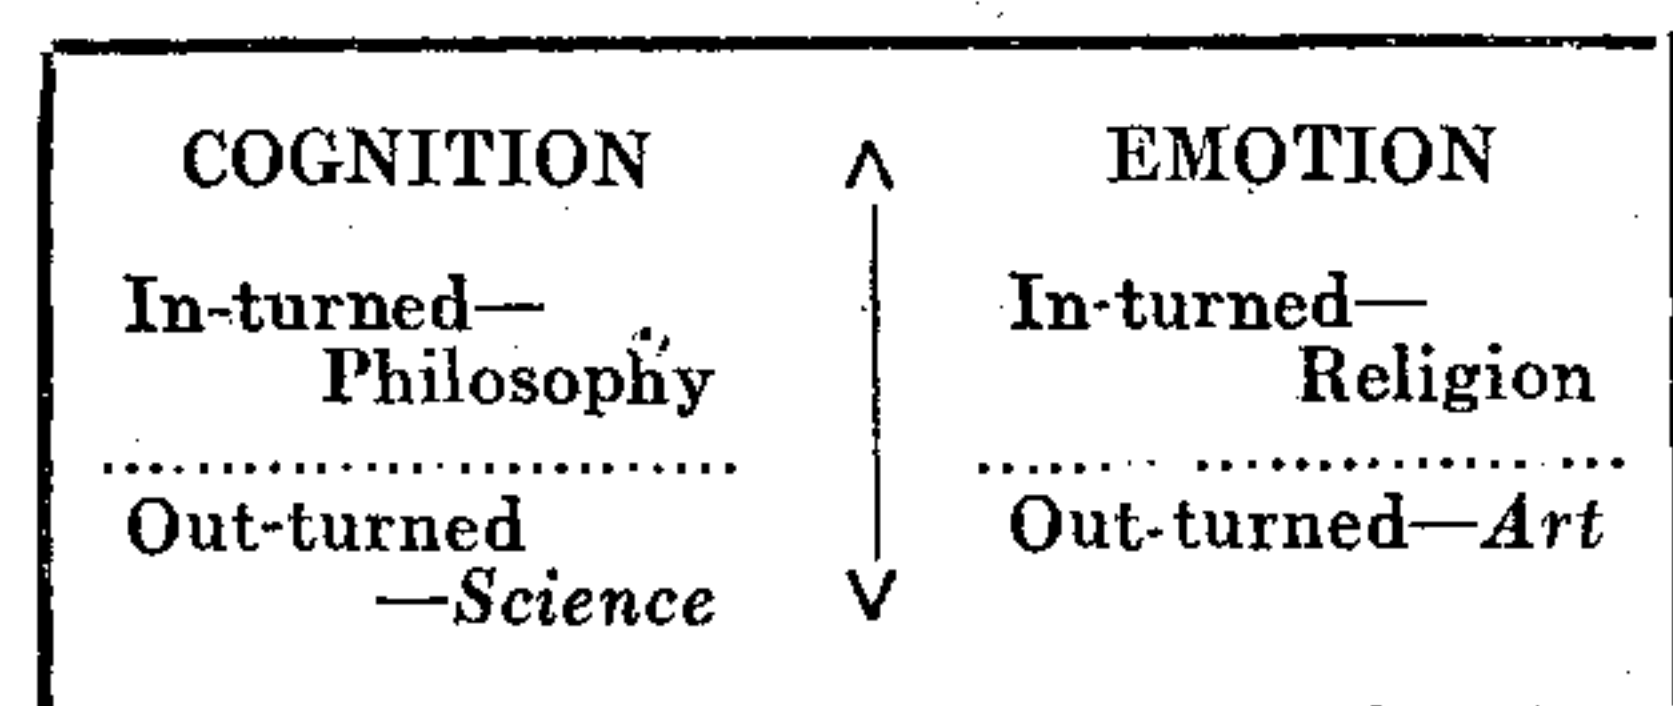 COGNITION
EMOTION
In-turned—
Philosophy
Out-turned
—Science
In-turned—
Religion
Out-turned—Art